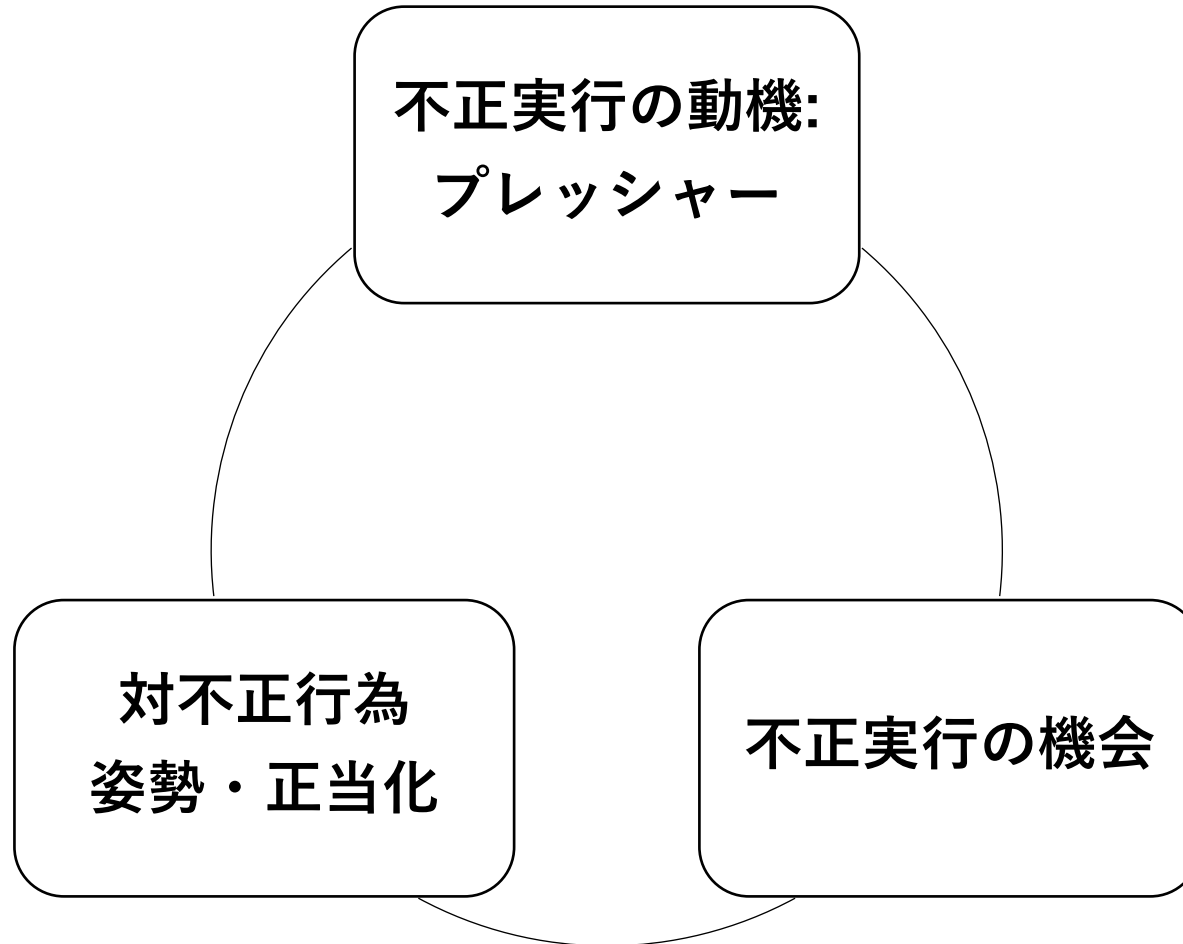 不正実行の動機:
プレッシャー
対不正行為
姿勢・正当化
不正実行の機会